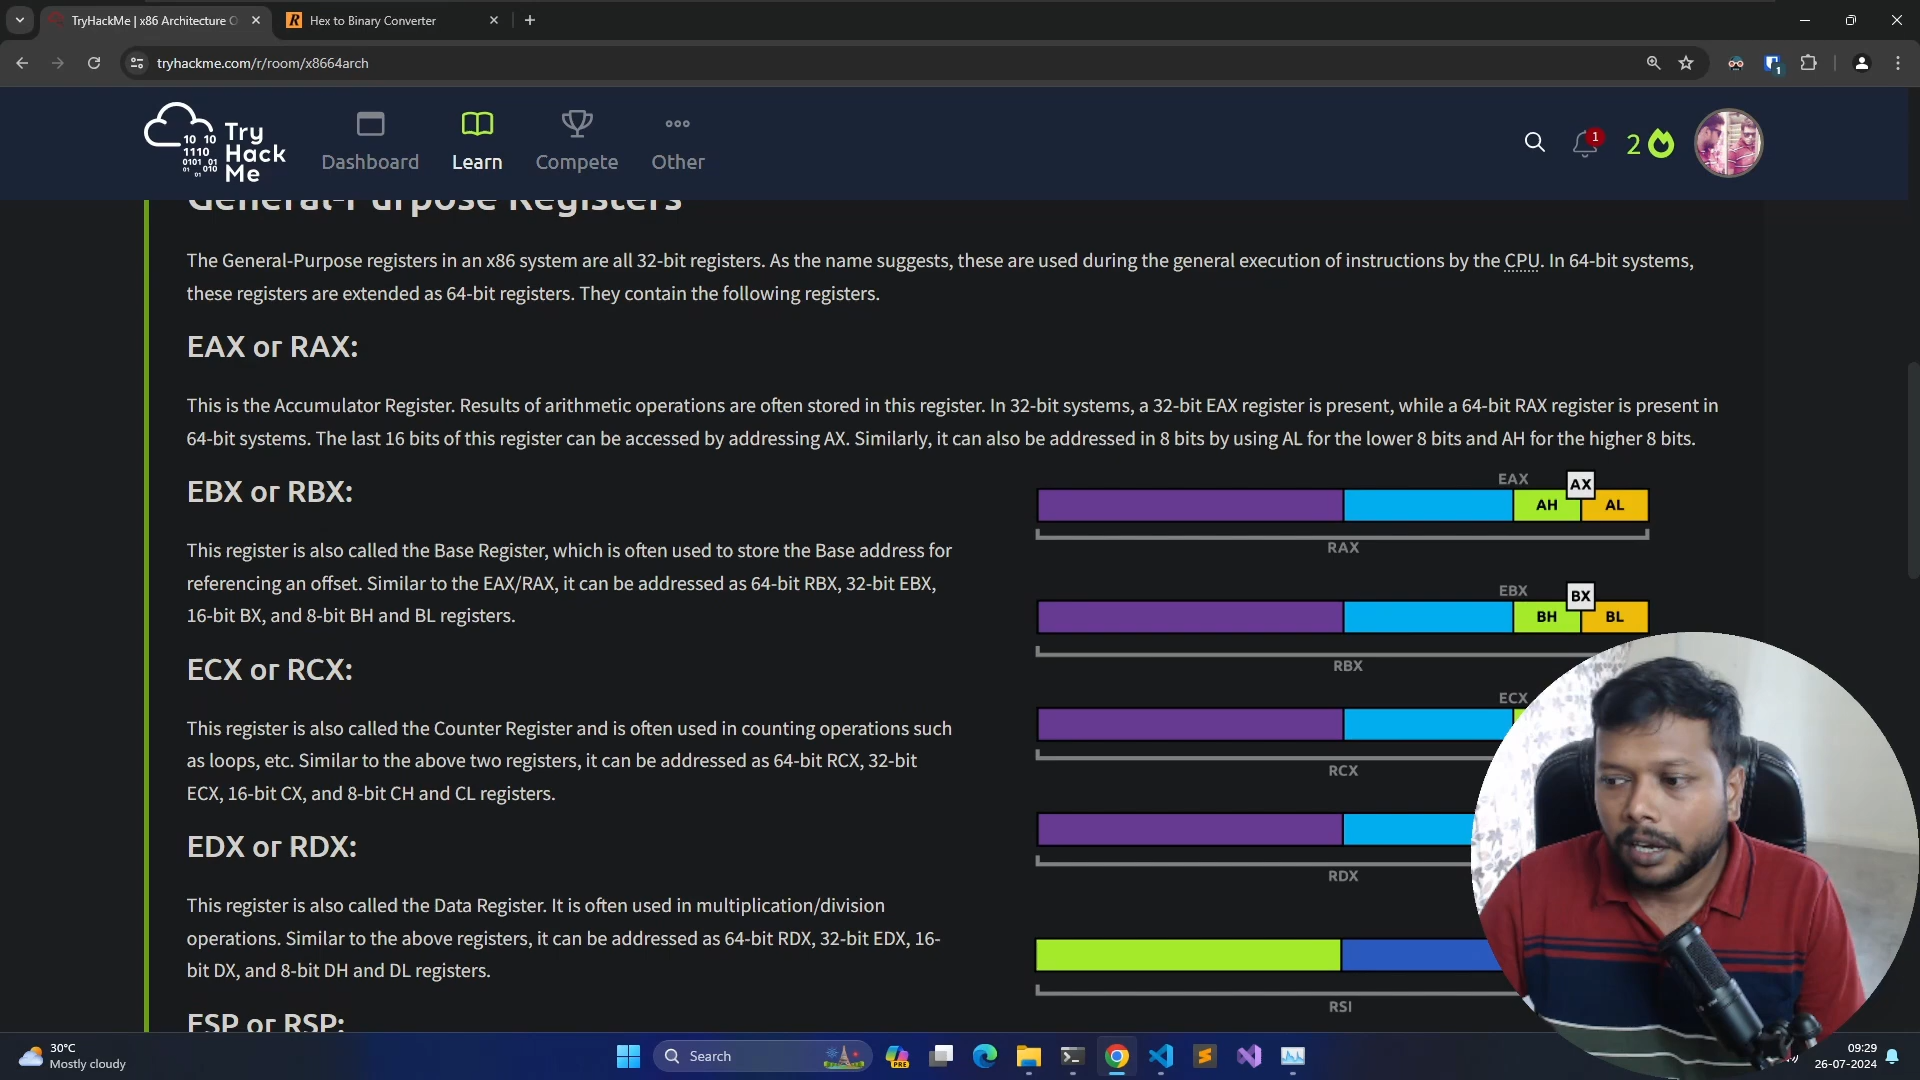 TryHackMe | x86 Architecture O
Hex to Binary Converter
tryhackme.com/r/room/x8664arch
10 10
1110
0101 01
01 010
01
Try
Hack
Me
Dashboard
Learn
Compete
Other
1
2
General-Purpose Registers
The General-Purpose registers in an x86 system are all 32-bit registers. As the name suggests, these are used during the general execution of instructions by the CPU. In 64-bit systems,
these registers are extended as 64-bit registers. They contain the following registers.
EAX or RAX:
This is the Accumulator Register. Results of arithmetic operations are often stored in this register. In 32-bit systems, a 32-bit EAX register is present, while a 64-bit RAX register is present in
64-bit systems. The last 16 bits of this register can be accessed by addressing AX. Similarly, it can also be addressed in 8 bits by using AL for the lower 8 bits and AH for the higher 8 bits.
EBX or RBX:
This register is also called the Base Register, which is often used to store the Base address for
referencing an offset. Similar to the EAX/RAX, it can be addressed as 64-bit RBX, 32-bit EBX,
16-bit BX, and 8-bit BH and BL registers.
ECX or RCX:
This register is also called the Counter Register and is often used in counting operations such
as loops, etc. Similar to the above two registers, it can be addressed as 64-bit RCX, 32-bit
ECX, 16-bit CX, and 8-bit CH and CL registers.
EDX or RDX:
This register is also called the Data Register. It is often used in multiplication/division
operations. Similar to the above registers, it can be addressed as 64-bit RDX, 32-bit EDX, 16-
bit DX, and 8-bit DH and DL registers.
ESP or RSP:
EAX
AX
AH
AL
RAX
EBX
BX
BH
BL
RBX
ECX
RCX
RDX
RSI
30°C
Mostly cloudy
Search
PRE
09:29
26-07-2024